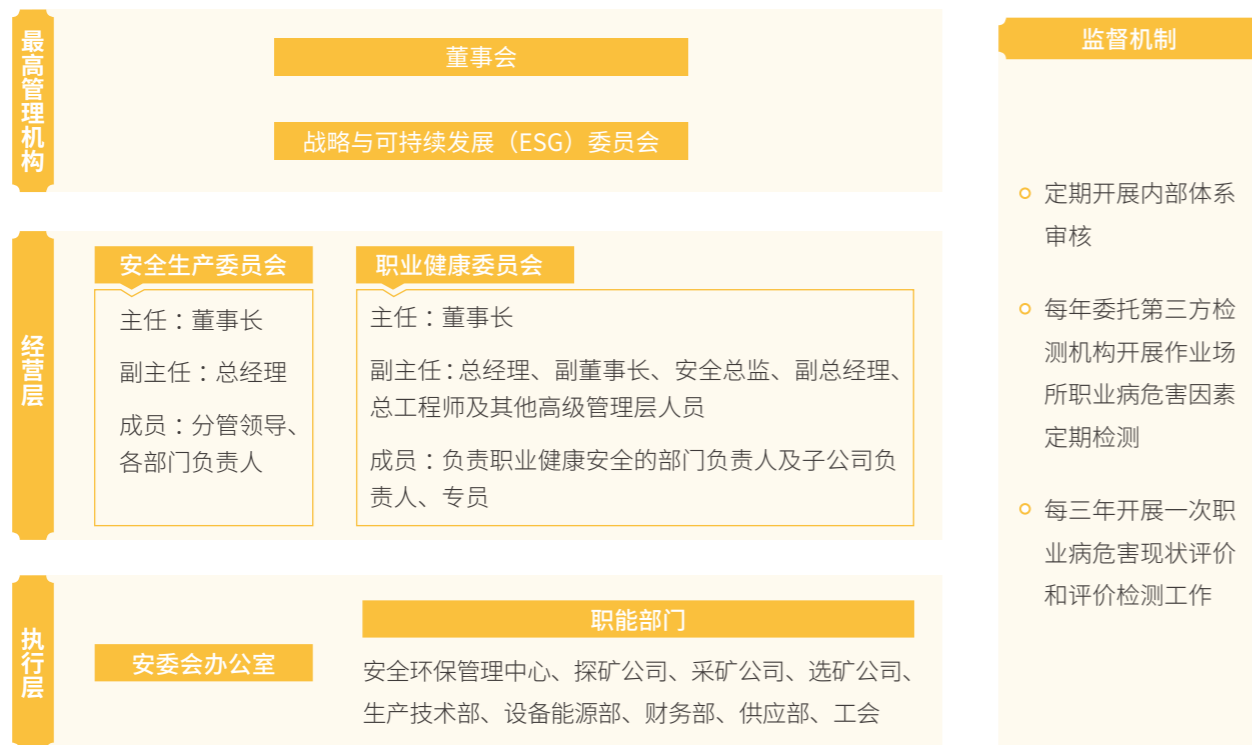 最高管理机构
董事会
战略与可持续发展（ESG）委员会
经营层
安全生产委员会
主任：董事长
副主任：总经理
成员：分管领导、
各部门负责人
职业健康委员会
主任：董事长
副主任：总经理、副董事长、安全总监、副总经理、
总工程师及其他高级管理层人员
成员：负责职业健康安全的部门负责人及子公司负
责人、专员
执行层
安委会办公室
职能部门
安全环保管理中心、探矿公司、采矿公司、选矿公司、
生产技术部、设备能源部、财务部、供应部、工会
监督机制
定期开展内部体系
审核
每年委托第三方检
测机构开展作业场
所职业病危害因素
定期检测
每三年开展一次职
业病危害现状评价
和评价检测工作